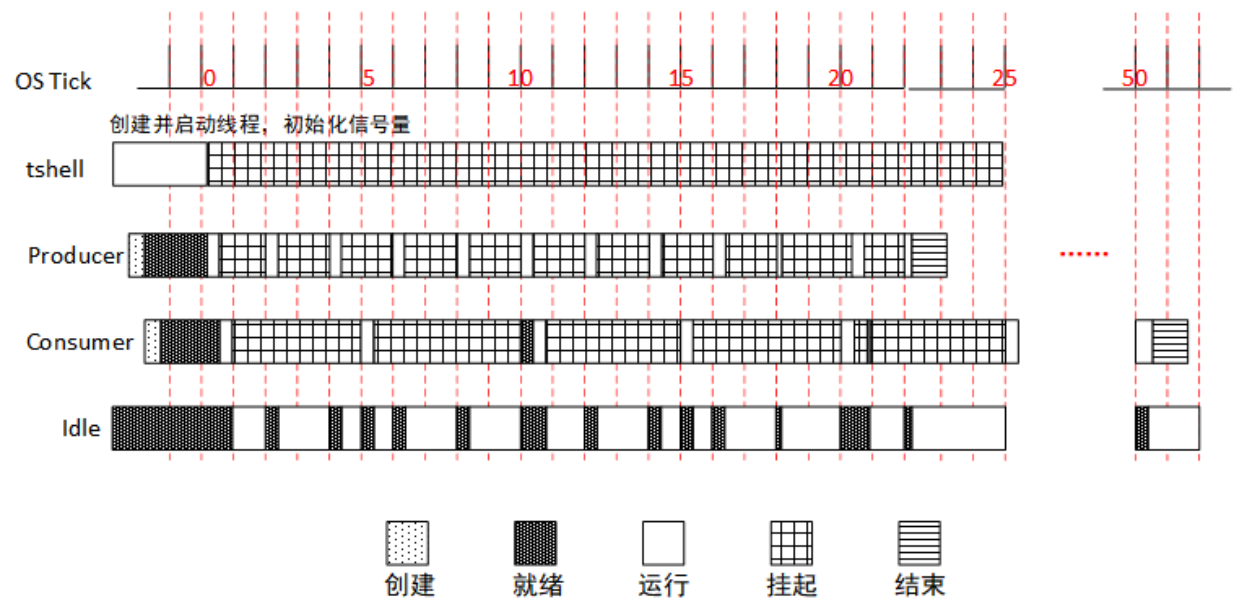 OS Tick 0 5 10 15 20 25 50
创建并启动线程，初始化信号量
tshell
Producer
......
Consumer
Idle
创建 就绪 运行 挂起 结束